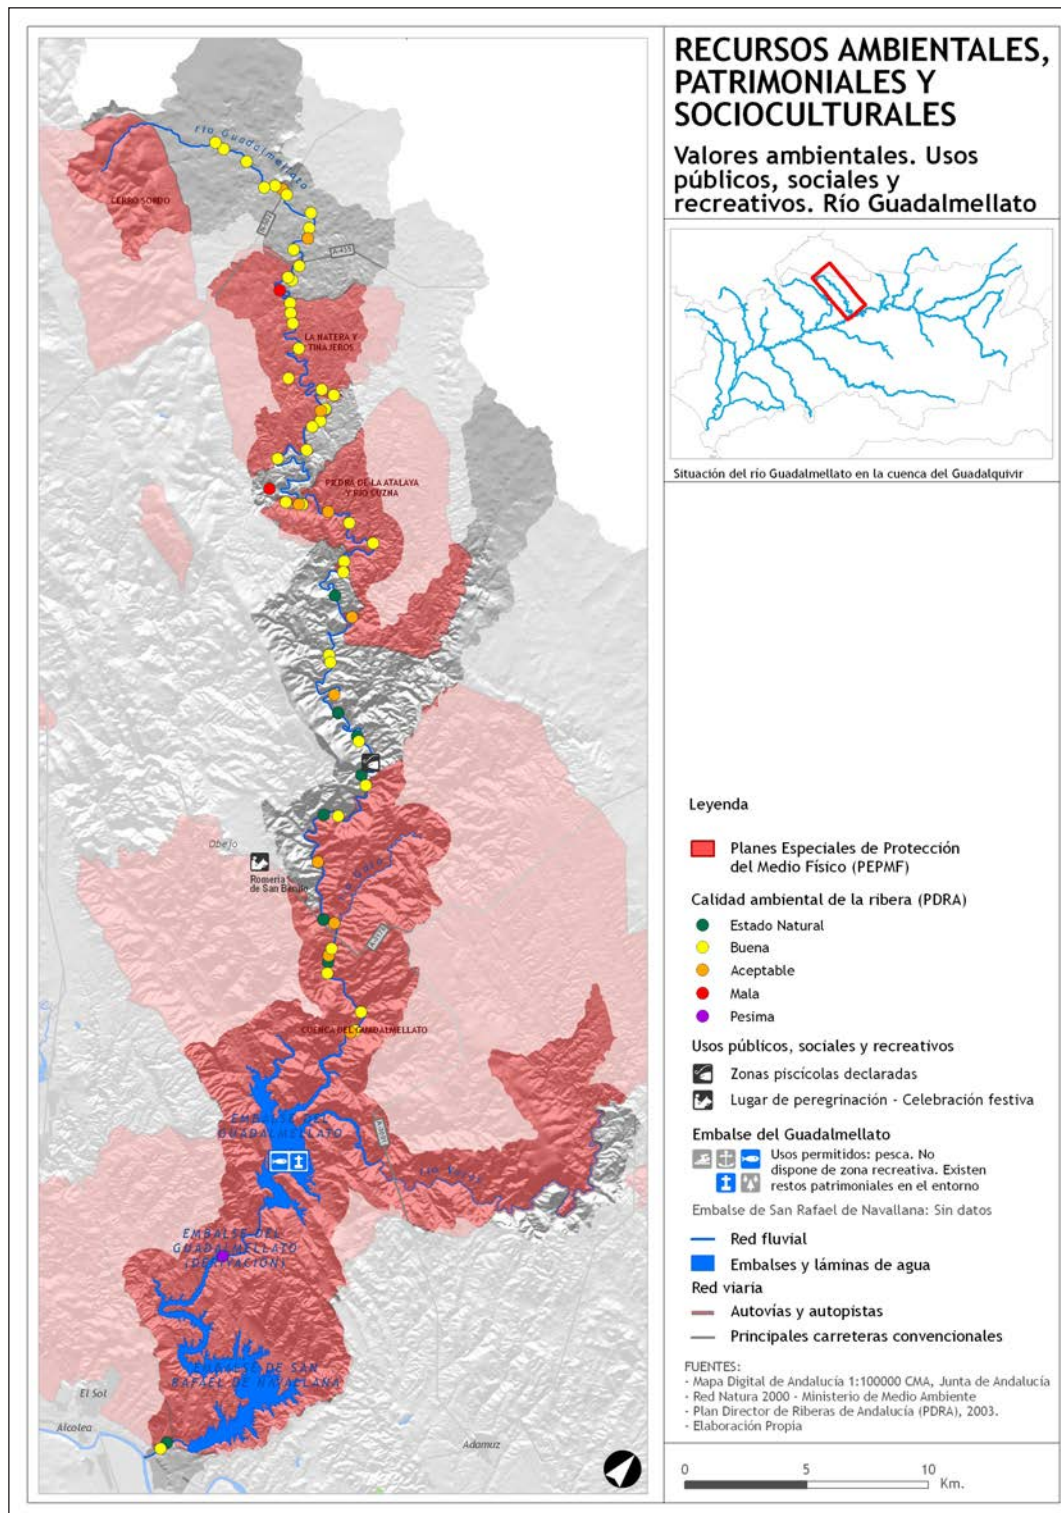 RECURSOS AMBIENTALES,
PATRIMONIALES Y
SOCIOCULTURALES
Valores ambientales. Usos
públicos, sociales y
recreativos. Río Guadalmellato
Situación del río Guadalmellato en la cuenca del Guadalquivir
río Guadalmellato
CERRO SORDO
N-502
A-435
LA NATERA Y
TINAJEROS
PIEDRA DE LA ATALAYA
Y RIO GUZNA
Obejo
Romería
de San Benito
CUENCA DEL GUADALMELLATO
EMBALSE DEL
GUADALMELLATO
río Varas
EMBALSE DEL
GUADALMELLATO
(DERIVACIÓN)
EMBALSE DE SAN
RAFAEL DE NAVALLANA
El Sol
Alcolea
Adamuz
Leyenda
Planes Especiales de Protección
del Medio Físico (PEPMF)
Calidad ambiental de la ribera (PDRA)
Estado Natural
Buena
Aceptable
Mala
Pesima
Usos públicos, sociales y recreativos
Zonas piscícolas declaradas
Lugar de peregrinación - Celebración festiva
Embalse del Guadalmellato
Usos permitidos: pesca. No
dispone de zona recreativa. Existen
restos patrimoniales en el entorno
Embalse de San Rafael de Navallana: Sin datos
Red fluvial
Embalses y láminas de agua
Red viaria
Autovías y autopistas
Principales carreteras convencionales
FUENTES:
- Mapa Digital de Andalucía 1:100000 CMA, Junta de Andalucía
- Red Natura 2000 - Ministerio de Medio Ambiente
- Plan Director de Riberas de Andalucía (PDRA), 2003.
- Elaboración Propia
0 5 10
Km.